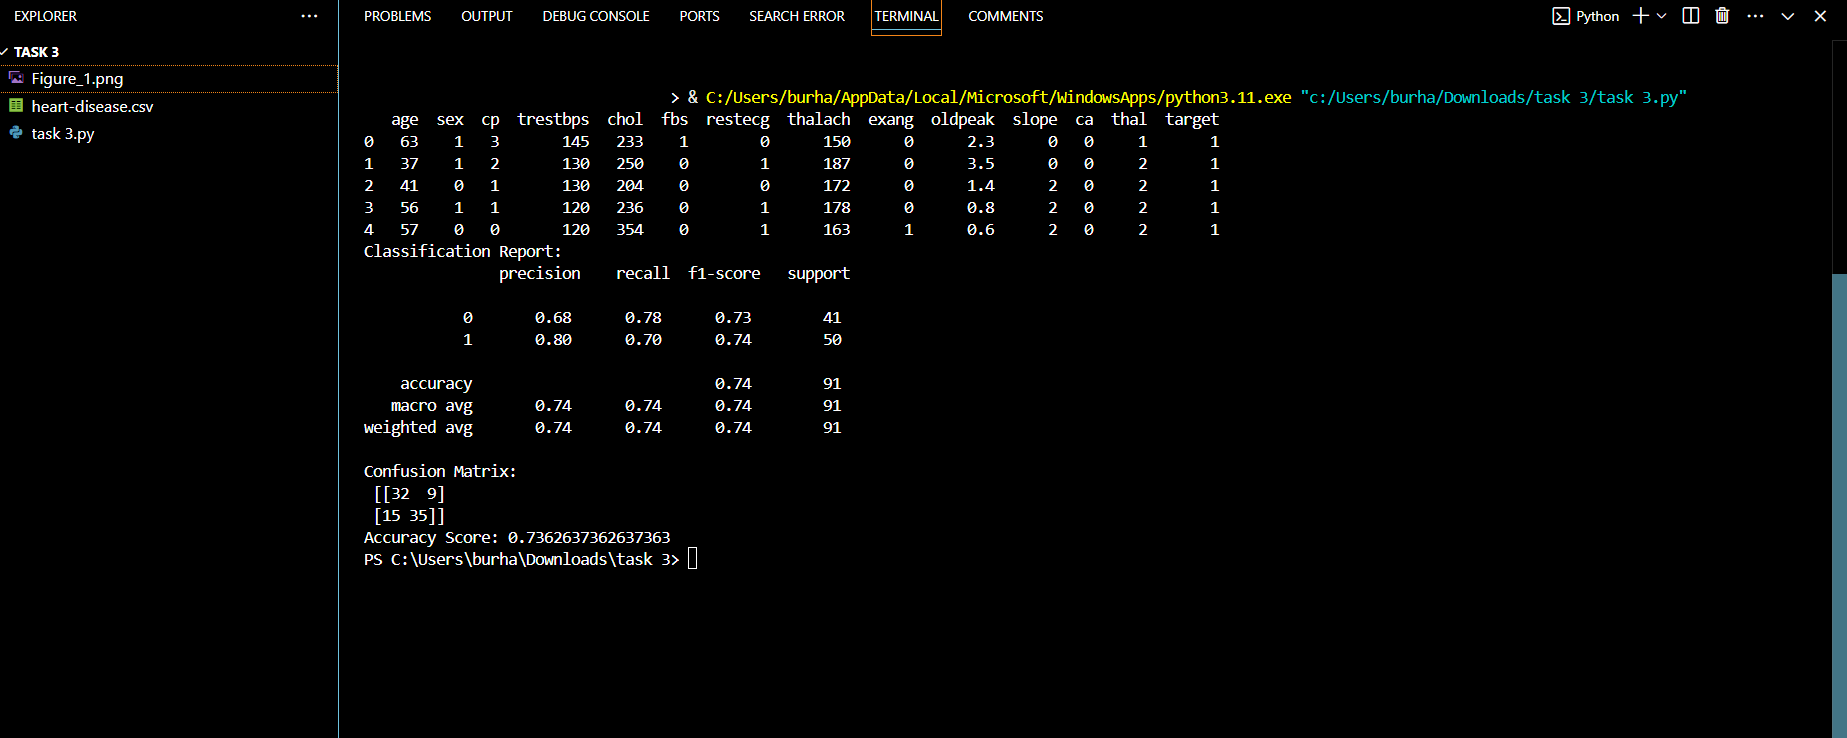 EXPLORER ...
TASK 3
Figure_1.png
heart-disease.csv
task 3.py
PROBLEMS OUTPUT DEBUG CONSOLE PORTS SEARCH ERROR TERMINAL COMMENTS
Python
> & C:/Users/burha/AppData/Local/Microsoft/WindowsApps/python3.11.exe "c:/Users/burha/Downloads/task 3/task 3.py"
age sex cp trestbps chol fbs restecg thalach exang oldpeak slope ca thal target
0 63 1 3 145 233 1 0 150 0 2.3 0 0 1 1
1 37 1 2 130 250 0 1 187 0 3.5 0 0 2 1
2 41 0 1 130 204 0 0 172 0 1.4 2 0 2 1
3 56 1 1 120 236 0 1 178 0 0.8 2 0 2 1
4 57 0 0 120 354 0 1 163 1 0.6 2 0 2 1
Classification Report:
precision recall f1-score support
0 0.68 0.78 0.73 41
1 0.80 0.70 0.74 50
accuracy 0.74 91
macro avg 0.74 0.74 0.74 91
weighted avg 0.74 0.74 0.74 91
Confusion Matrix:
[[32 9]
[15 35]]
Accuracy Score: 0.7362637362637363
PS C:\Users\burha\Downloads\task 3>